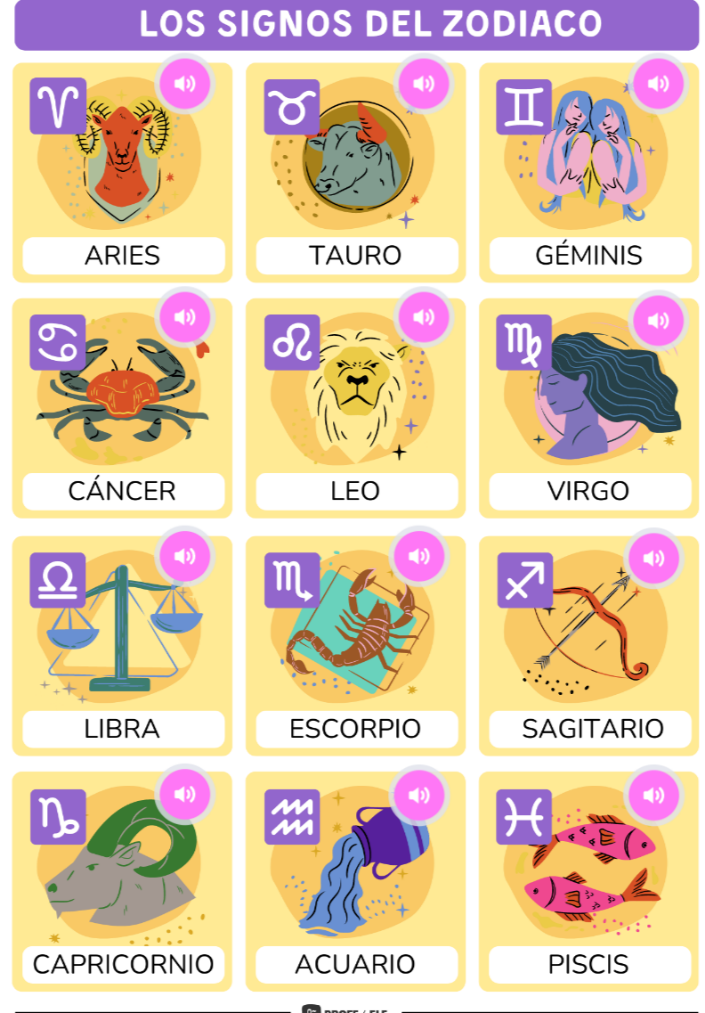 LOS SIGNOS DEL ZODIACO
ARIES
TAURO
GÉMINIS
CÁNCER
LEO
VIRGO
LIBRA
ESCORPIO
SAGITARIO
CAPRICORNIO
ACUARIO
PISCIS